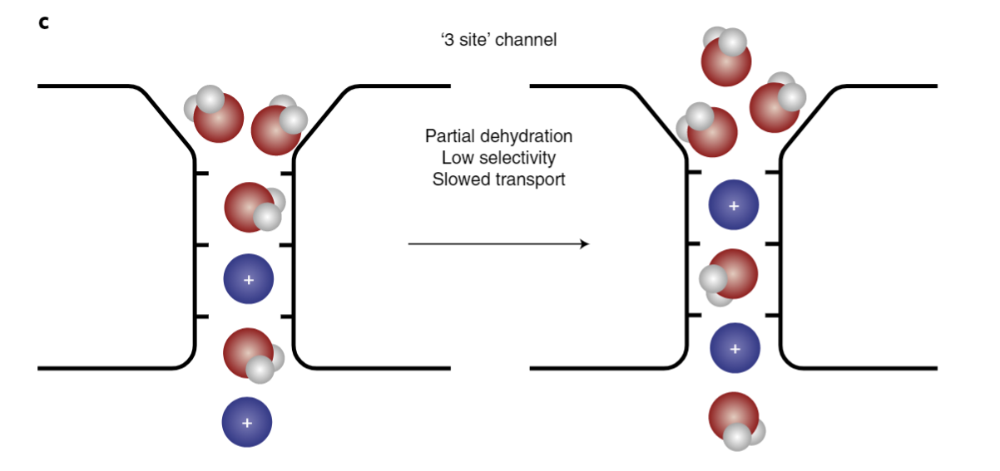 c
‘3 site’ channel
Partial dehydration
Low selectivity
Slowed transport
+
+
+
+